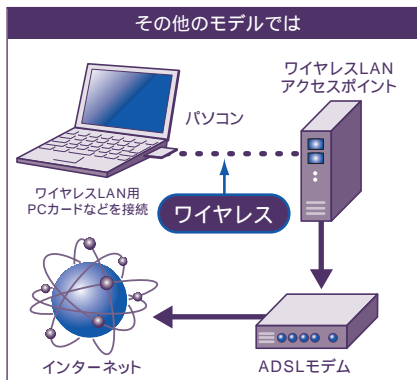 その他のモデルでは
ワイヤレスLAN
アクセスポイント
パソコン
ワイヤレスLAN用
PCカードなどを接続
ワイヤレス
インターネット
ADSLモデム